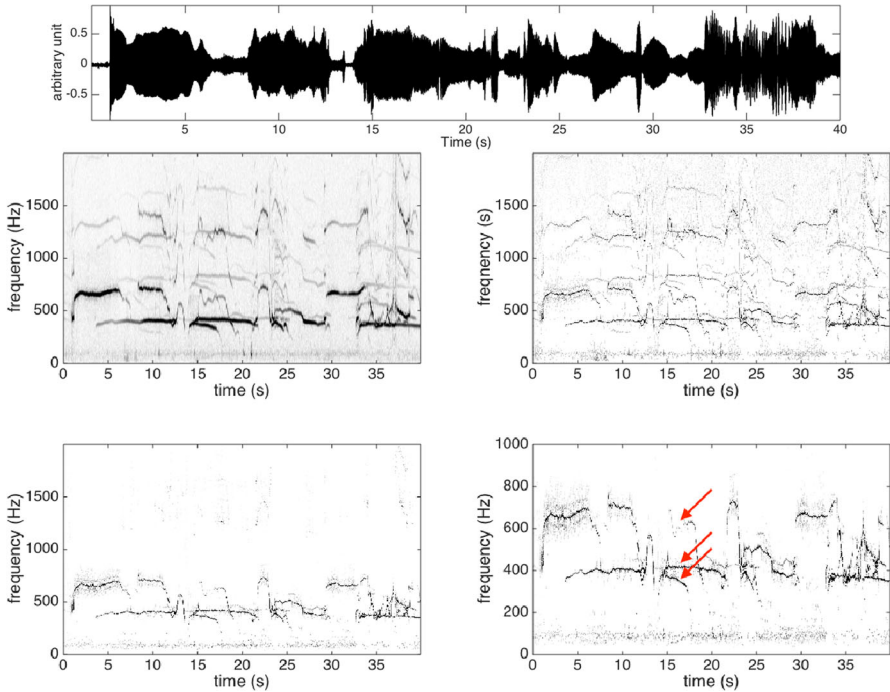 arbitrary unit
0.5
0
-0.5
5 10 15 20 25 30 35 40
Time (s)
frequency (Hz)
1500
1000
500
0
0 5 10 15 20 25 30 35
time (s)
freqnency (s)
1500
1000
500
0
0 5 10 15 20 25 30 35
time (s)
frequency (Hz)
1500
1000
500
0
0 5 10 15 20 25 30 35
time (s)
frequency (Hz)
1000
800
600
400
200
0
0 5 10 15 20 25 30 35
time (s)